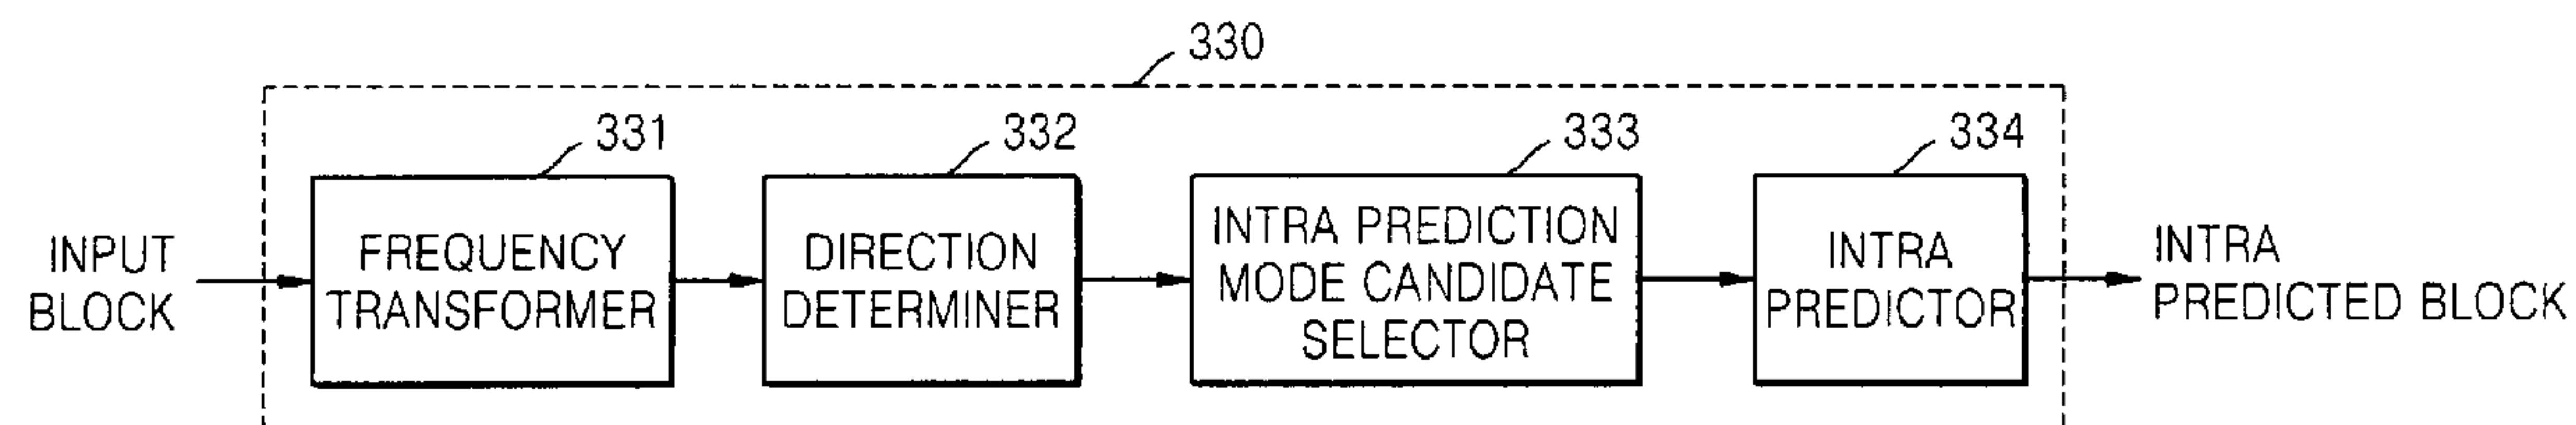 330
331
332
333
334
INPUT
BLOCK
FREQUENCY
TRANSFORMER
DIRECTION
DETERMINER
INTRA PREDICTION
MODE CANDIDATE
SELECTOR
INTRA
PREDICTOR
INTRA
PREDICTED BLOCK